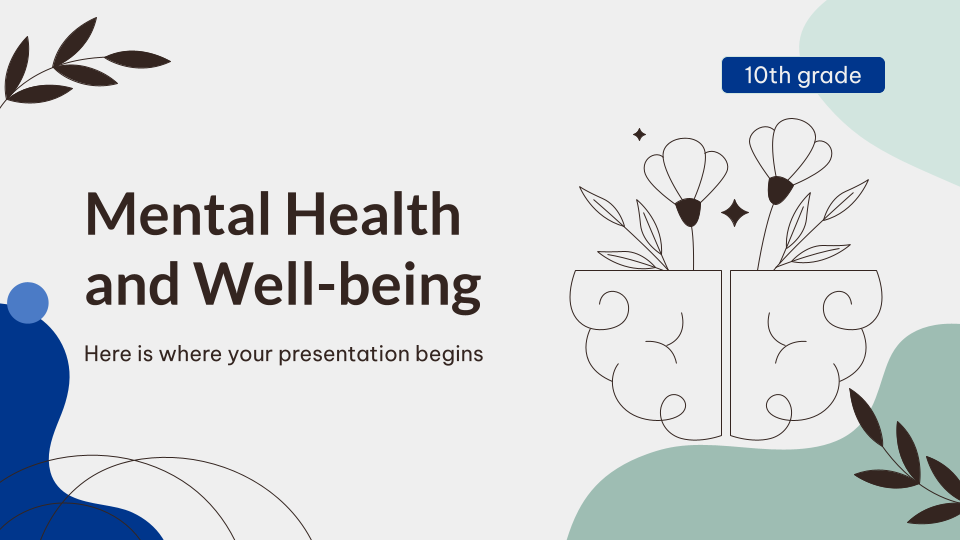 10th grade
Mental Health
and Well-being
Here is where your presentation begins